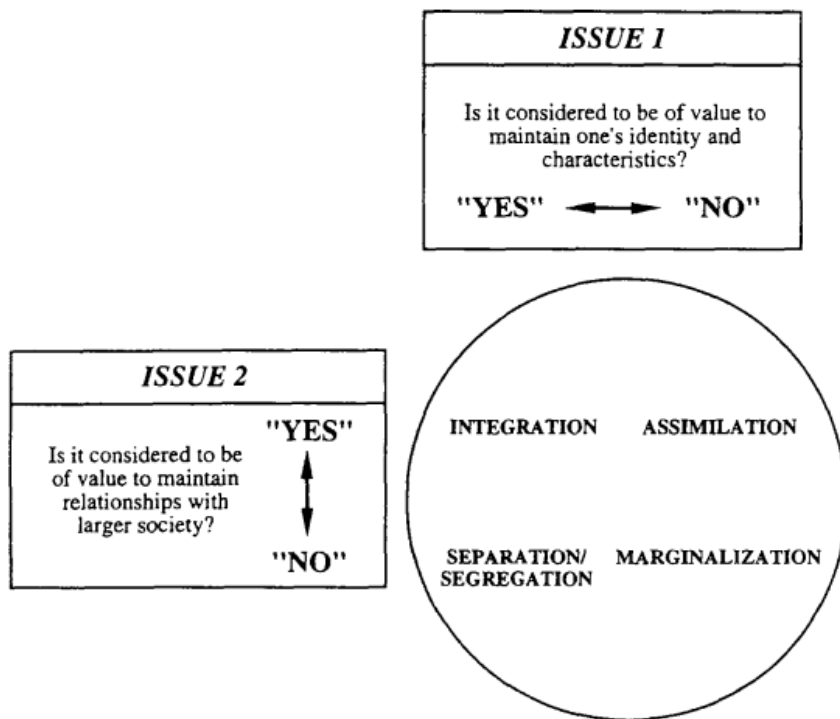 ISSUE 1
Is it considered to be of value to
maintain one's identity and
characteristics?
"YES" "NO"
ISSUE 2
Is it considered to be
of value to maintain
relationships with
larger society?
"YES"
"NO"
INTEGRATION ASSIMILATION
SEPARATION/
SEGREGATION
MARGINALIZATION